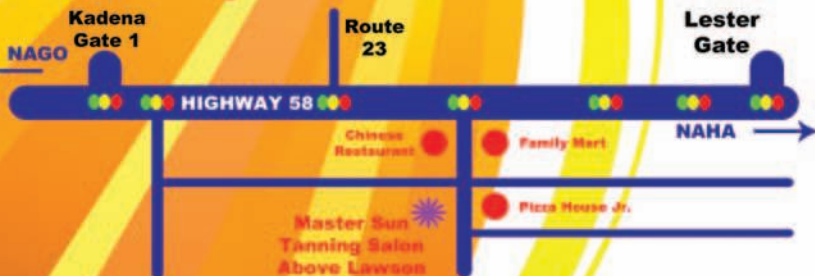 Kadena
Gate 1
Route
23
Lester
Gate
NAGO
HIGHWAY 58
NAHA
Chinese
Restaurant
Family Mart
Pizza House Jr.
Master Sun
Tanning Salon
Above Lawson